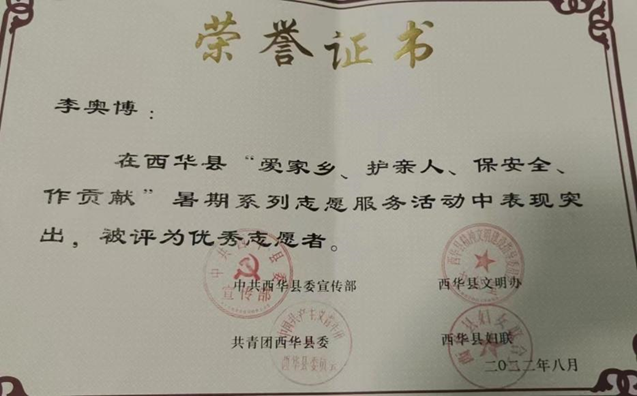 荣誉证书
李奥博：
在西华县“爱家乡、护亲人、保安全、
作贡献”暑期系列志愿服务活动中表现突
出，被评为优秀志愿者。
中共西华县委宣传部
西华县文明办
宣传部
共青团西华县委
西华县妇联
二〇二二年八月